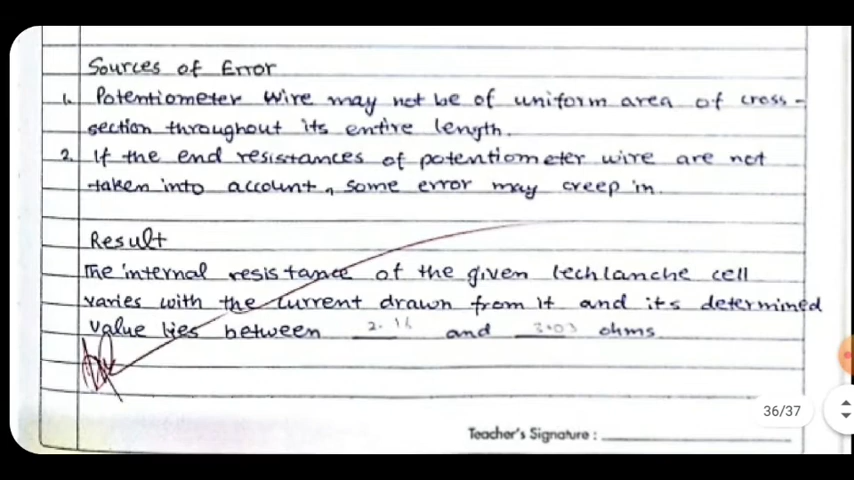 Sources of Error
1. Potentiometer wire may not be of uniform area of cross-
section throughout its entire length.
2. If the end resistances of potentiometer wire are not
taken into account, some error may creep in.
Result
The internal resistance of the given lechlanche cell
varies with the current drawn from it and its determined
value lies between 2.16 and 3.03 ohms
36/37
Teacher's Signature :